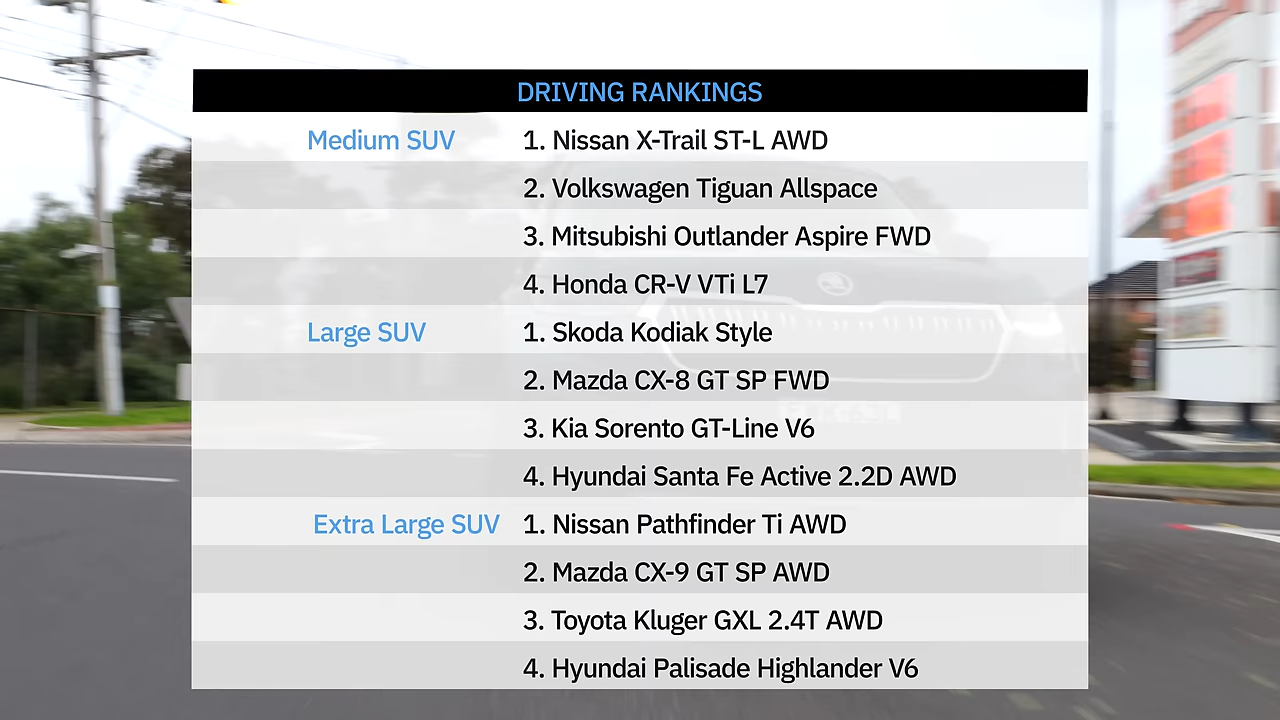 DRIVING RANKINGS
Medium SUV 1. Nissan X-Trail ST-L AWD
2. Volkswagen Tiguan Allspace
3. Mitsubishi Outlander Aspire FWD
4. Honda CR-V VTi L7
Large SUV 1. Skoda Kodiak Style
2. Mazda CX-8 GT SP FWD
3. Kia Sorento GT-Line V6
4. Hyundai Santa Fe Active 2.2D AWD
Extra Large SUV 1. Nissan Pathfinder Ti AWD
2. Mazda CX-9 GT SP AWD
3. Toyota Kluger GXL 2.4T AWD
4. Hyundai Palisade Highlander V6